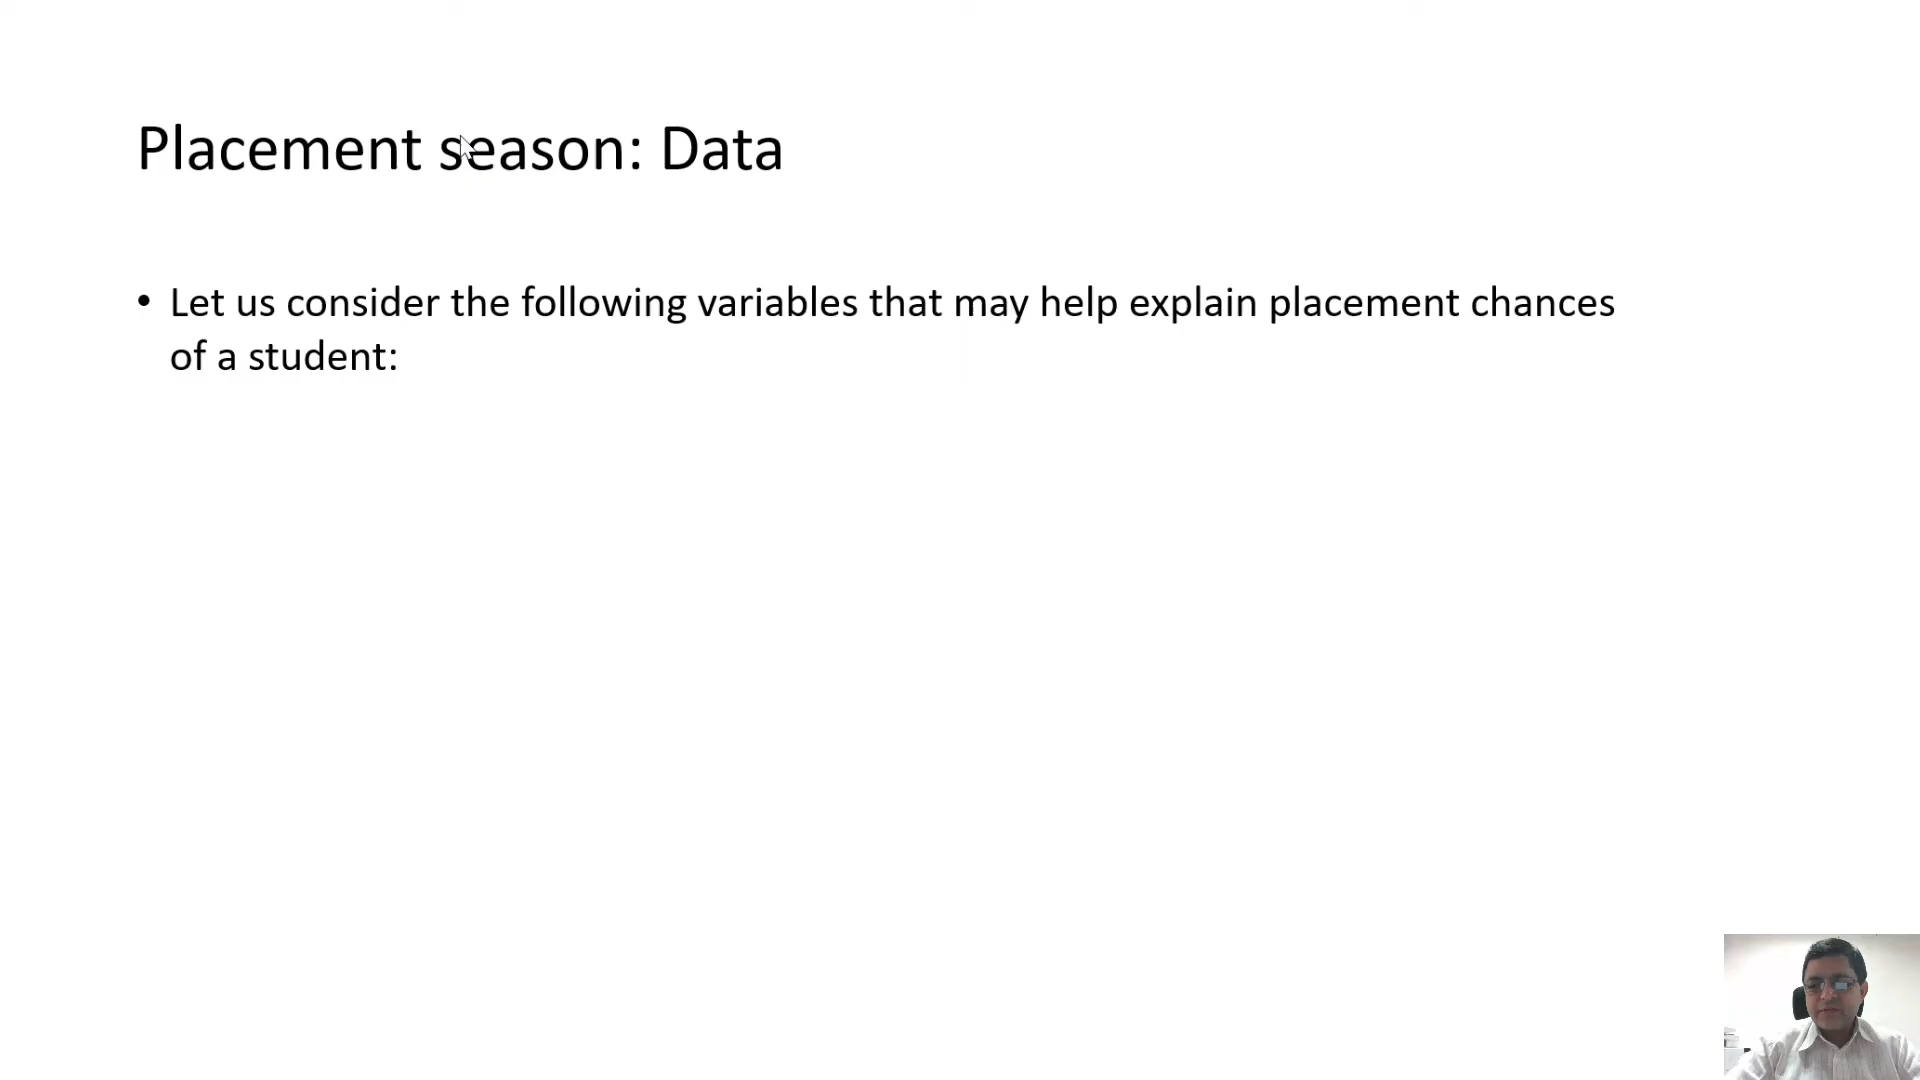 Placement season: Data
• Let us consider the following variables that may help explain placement chances
of a student: